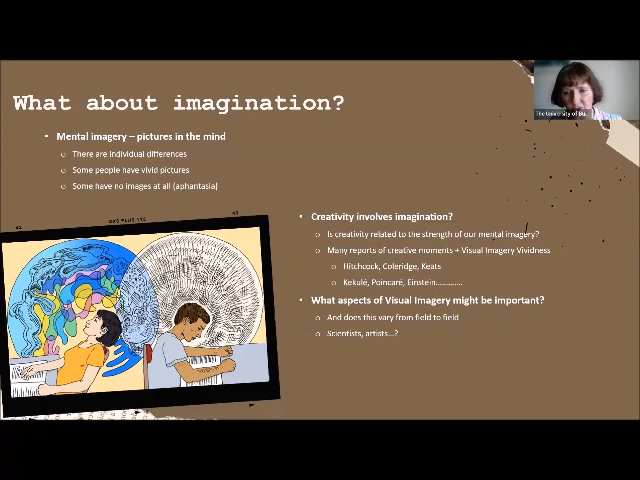 What about imagination?
The University of Bu
• Mental imagery – pictures in the mind
o There are individual differences
o Some people have vivid pictures
o Some have no images at all (aphantasia)
• Creativity involves imagination?
o Is creativity related to the strength of our mental imagery?
o Many reports of creative moments + Visual Imagery Vividness
o Hitchcock, Coleridge, Keats
o Kekulé, Poincaré, Einstein…………..
• What aspects of Visual Imagery might be important?
o And does this vary from field to field
o Scientists, artists…?